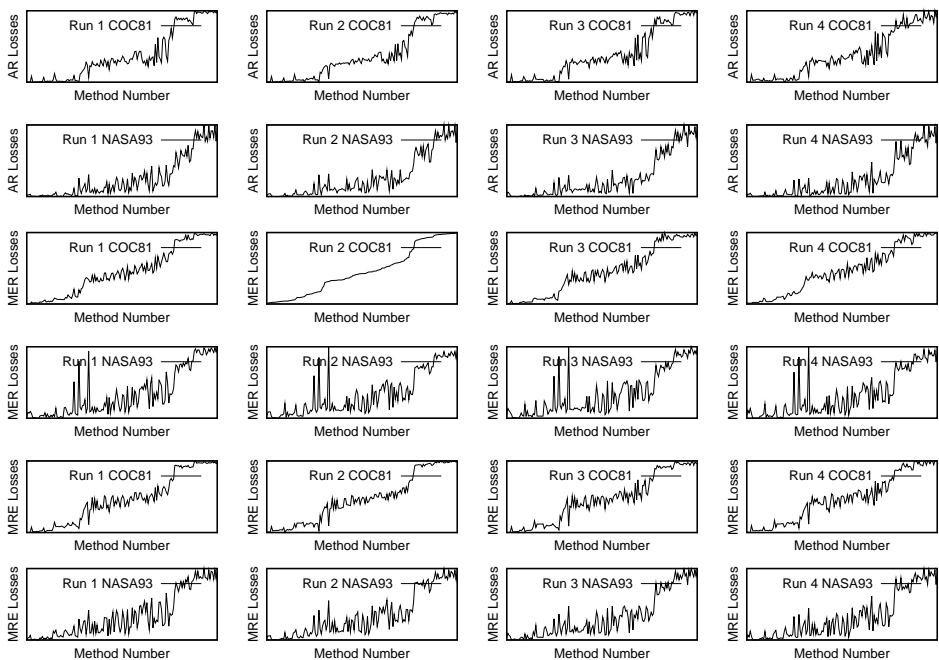 AR Losses Run 1 COC81 Method Number
AR Losses Run 2 COC81 Method Number
AR Losses Run 3 COC81 Method Number
AR Losses Run 4 COC81 Method Number
AR Losses Run 1 NASA93 Method Number
AR Losses Run 2 NASA93 Method Number
AR Losses Run 3 NASA93 Method Number
AR Losses Run 4 NASA93 Method Number
MER Losses Run 1 COC81 Method Number
MER Losses Run 2 COC81 Method Number
MER Losses Run 3 COC81 Method Number
MER Losses Run 4 COC81 Method Number
MER Losses Run 1 NASA93 Method Number
MER Losses Run 2 NASA93 Method Number
MER Losses Run 3 NASA93 Method Number
MER Losses Run 4 NASA93 Method Number
MRE Losses Run 1 COC81 Method Number
MRE Losses Run 2 COC81 Method Number
MRE Losses Run 3 COC81 Method Number
MRE Losses Run 4 COC81 Method Number
MRE Losses Run 1 NASA93 Method Number
MRE Losses Run 2 NASA93 Method Number
MRE Losses Run 3 NASA93 Method Number
MRE Losses Run 4 NASA93 Method Number